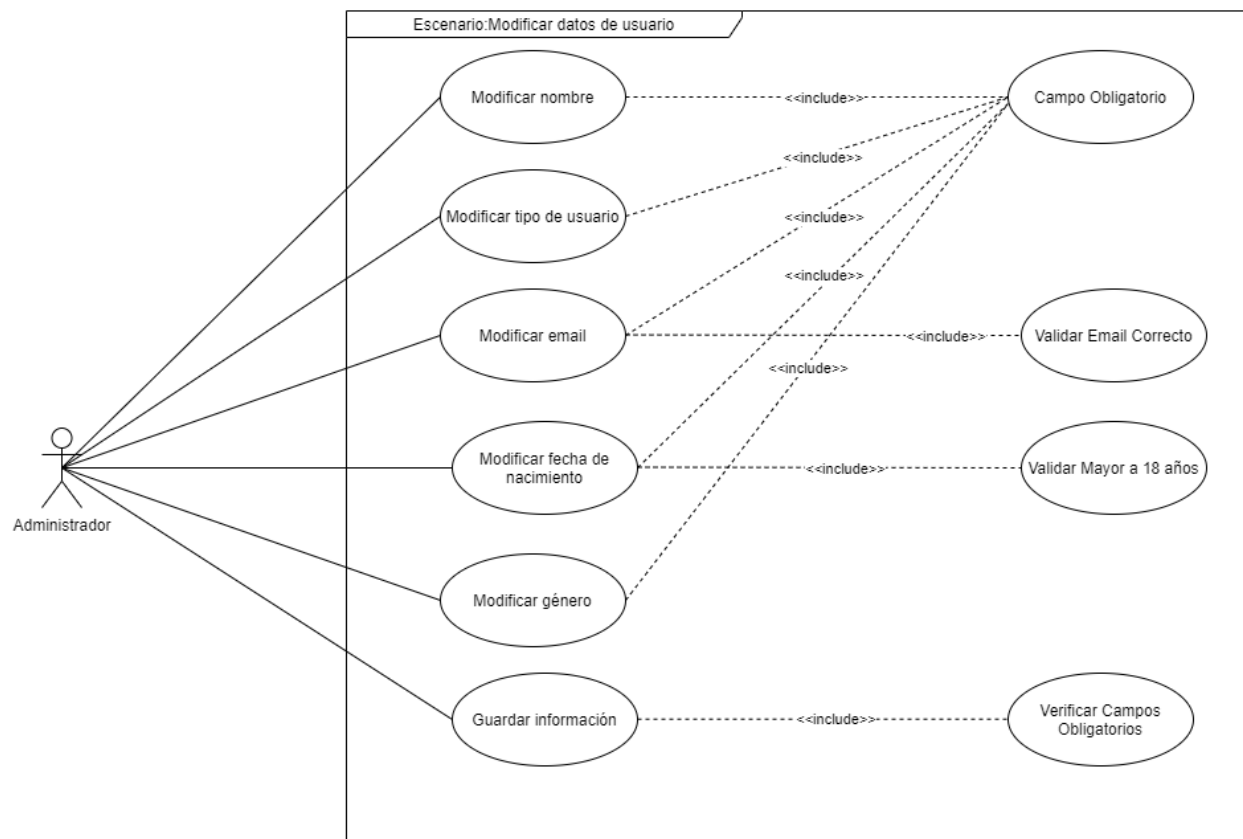 Escenario:Modificar datos de usuario
Modificar nombre
<<include>>
Campo Obligatorio
<<include>>
Modificar tipo de usuario
<<include>>
<<include>>
Modificar email
<<include>>
Validar Email Correcto
<<include>>
Modificar fecha de
nacimiento
<<include>>
Validar Mayor a 18 años
Administrador
Modificar género
Guardar información
<<include>>
Verificar Campos
Obligatorios